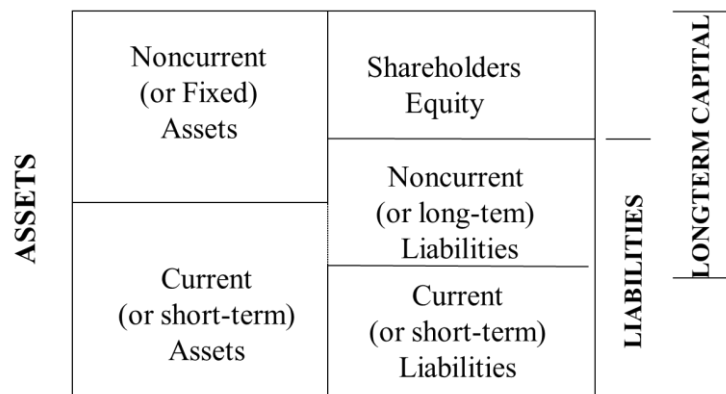 ASSETS
Noncurrent
(or Fixed)
Assets
Current
(or short-term)
Assets
Shareholders
Equity
Noncurrent
(or long-tem)
Liabilities
Current
(or short-term)
Liabilities
LIABILITIES
LONGTERM CAPITAL